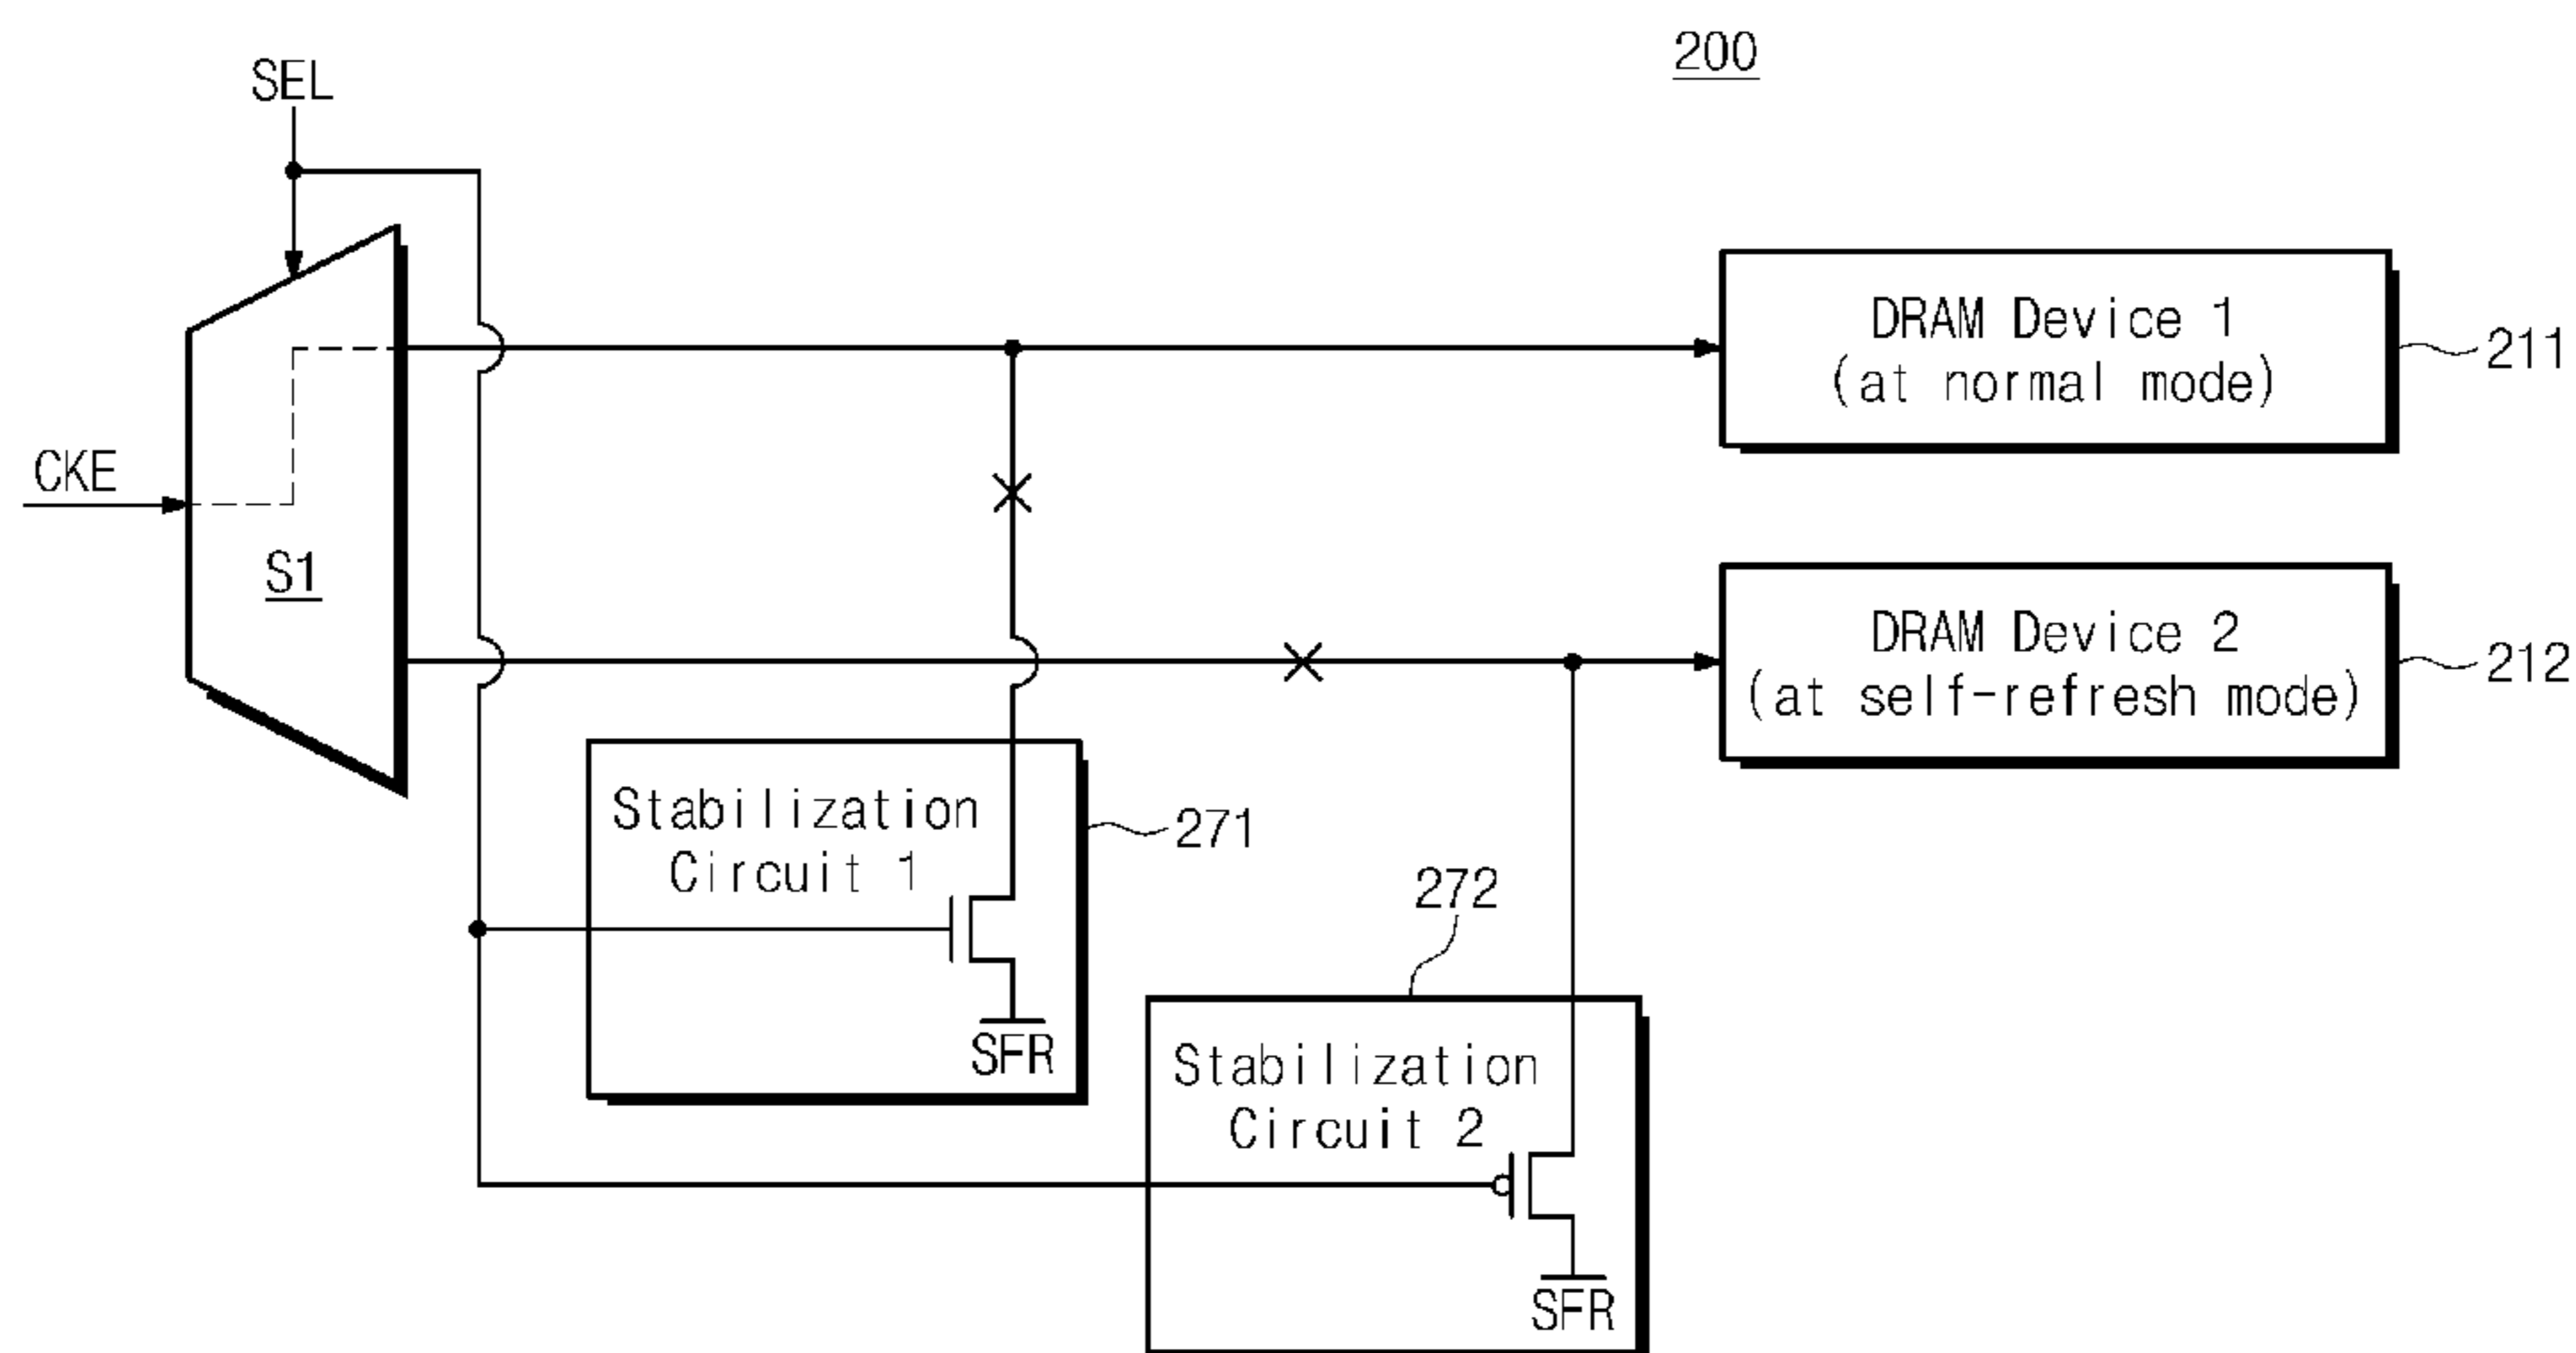 200
SEL
DRAM Device 1
(at normal mode)
211
CKE
S1
DRAM Device 2
(at self-refresh mode)
212
Stabilization
Circuit 1
271
272
SFR
Stabilization
Circuit 2
SFR